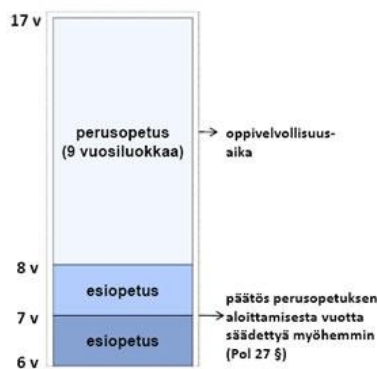 17 v
perusopetus
(9 vuosiluokkaa)
oppivelvollisuus-
aika
8 v
esiopetus
7 v
päätös perusopetuksen
aloittamisesta vuotta
säädettyä myöhemmin
(Pol 27 §)
esiopetus
6 v